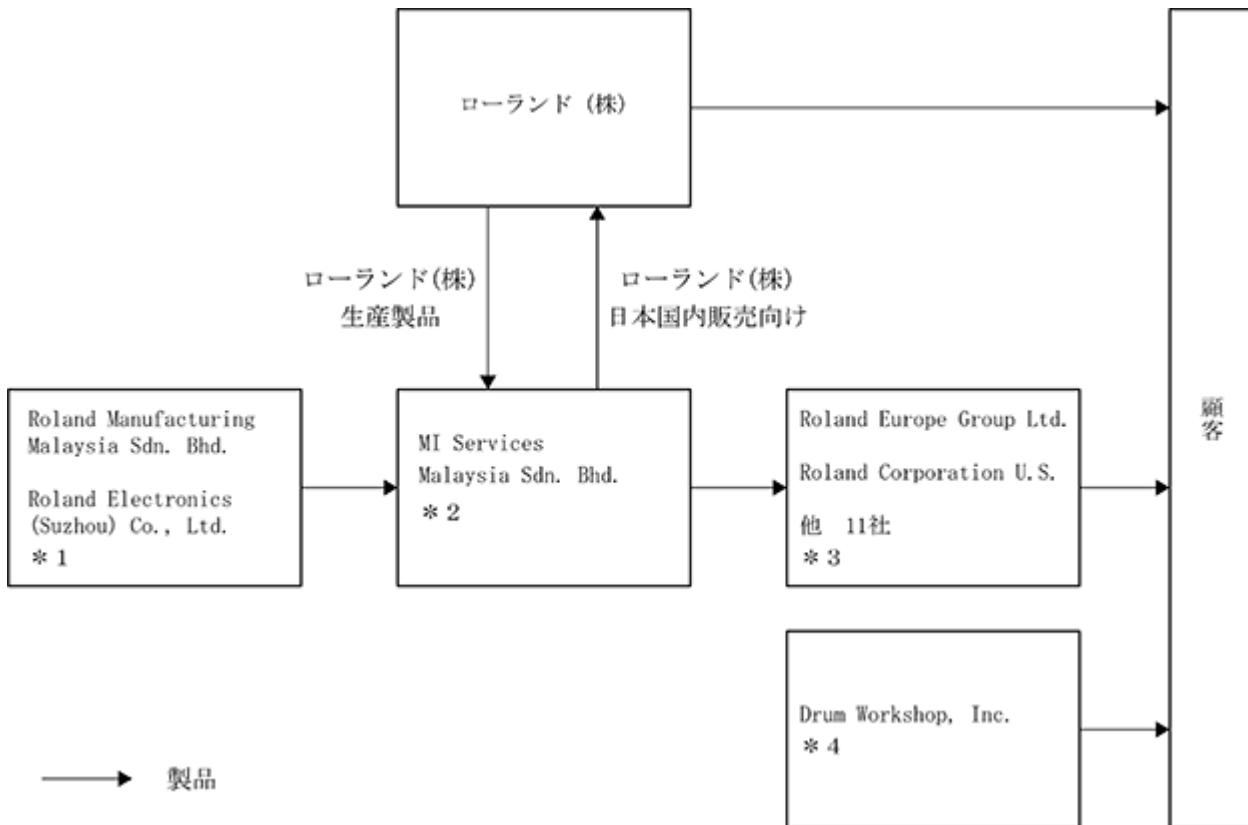 ローランド (株)
ローランド(株)
生産製品
ローランド(株)
日本国内販売向け
Roland Manufacturing
Malaysia Sdn. Bhd.
Roland Electronics
(Suzhou) Co., Ltd.
＊1
MI Services
Malaysia Sdn. Bhd.
＊2
Roland Europe Group Ltd.
Roland Corporation U.S.
他　11社
＊3
顧客
Drum Workshop, Inc.
＊4
製品